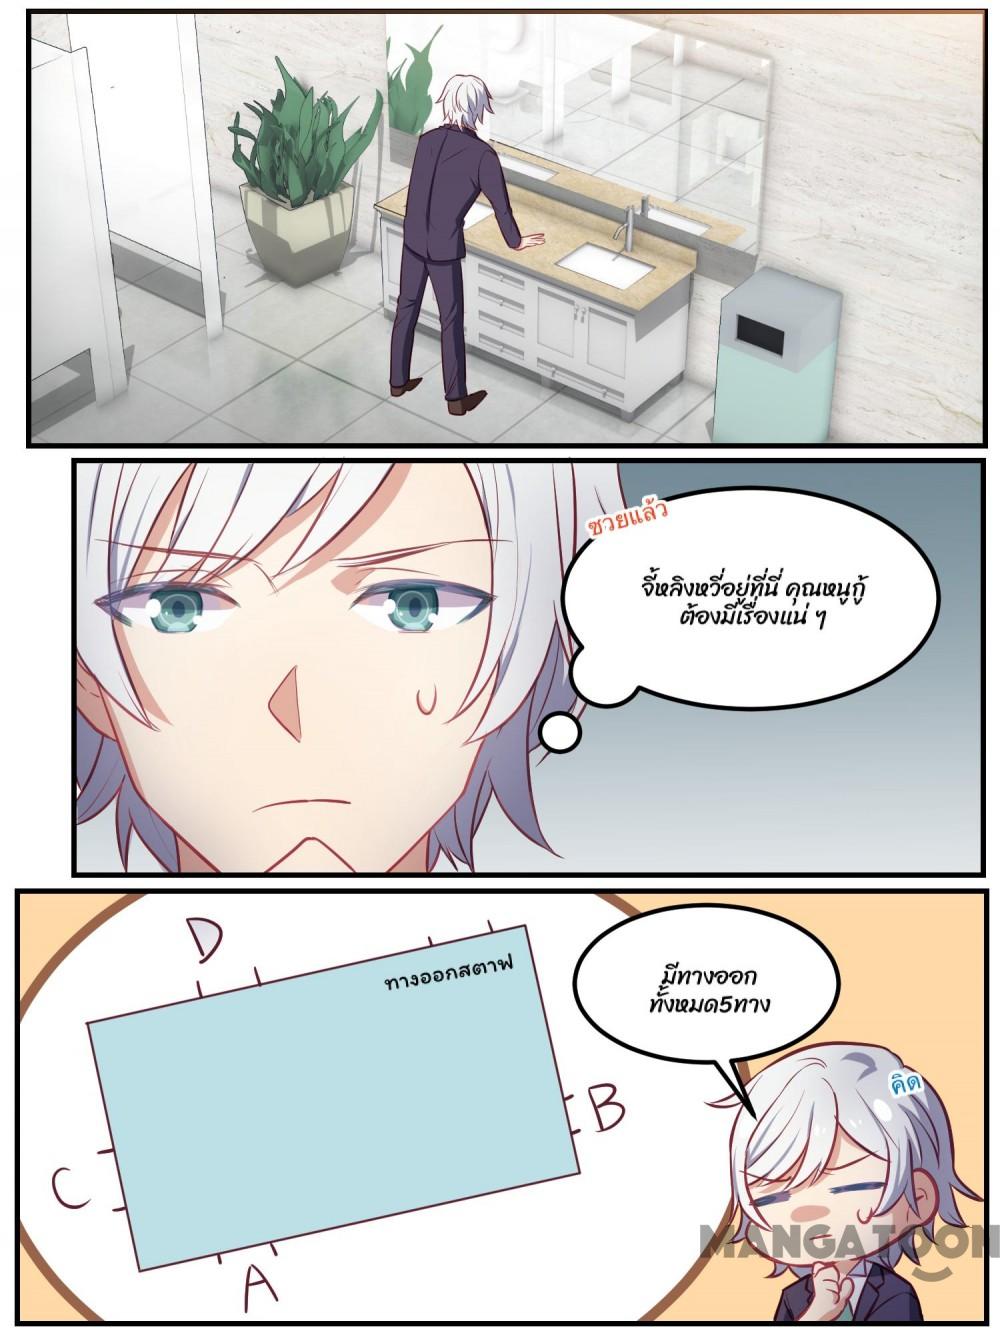 ซวยแล้ว
จี้หลิงหวี่อยู่ที่นี่ คุณหนูกู้
ต้องมีเรื่องแน่ ๆ
D
ทางออกสตาฟ
มีทางออก
ทั้งหมด5ทาง
คิด
B
C
A
MANGATOON